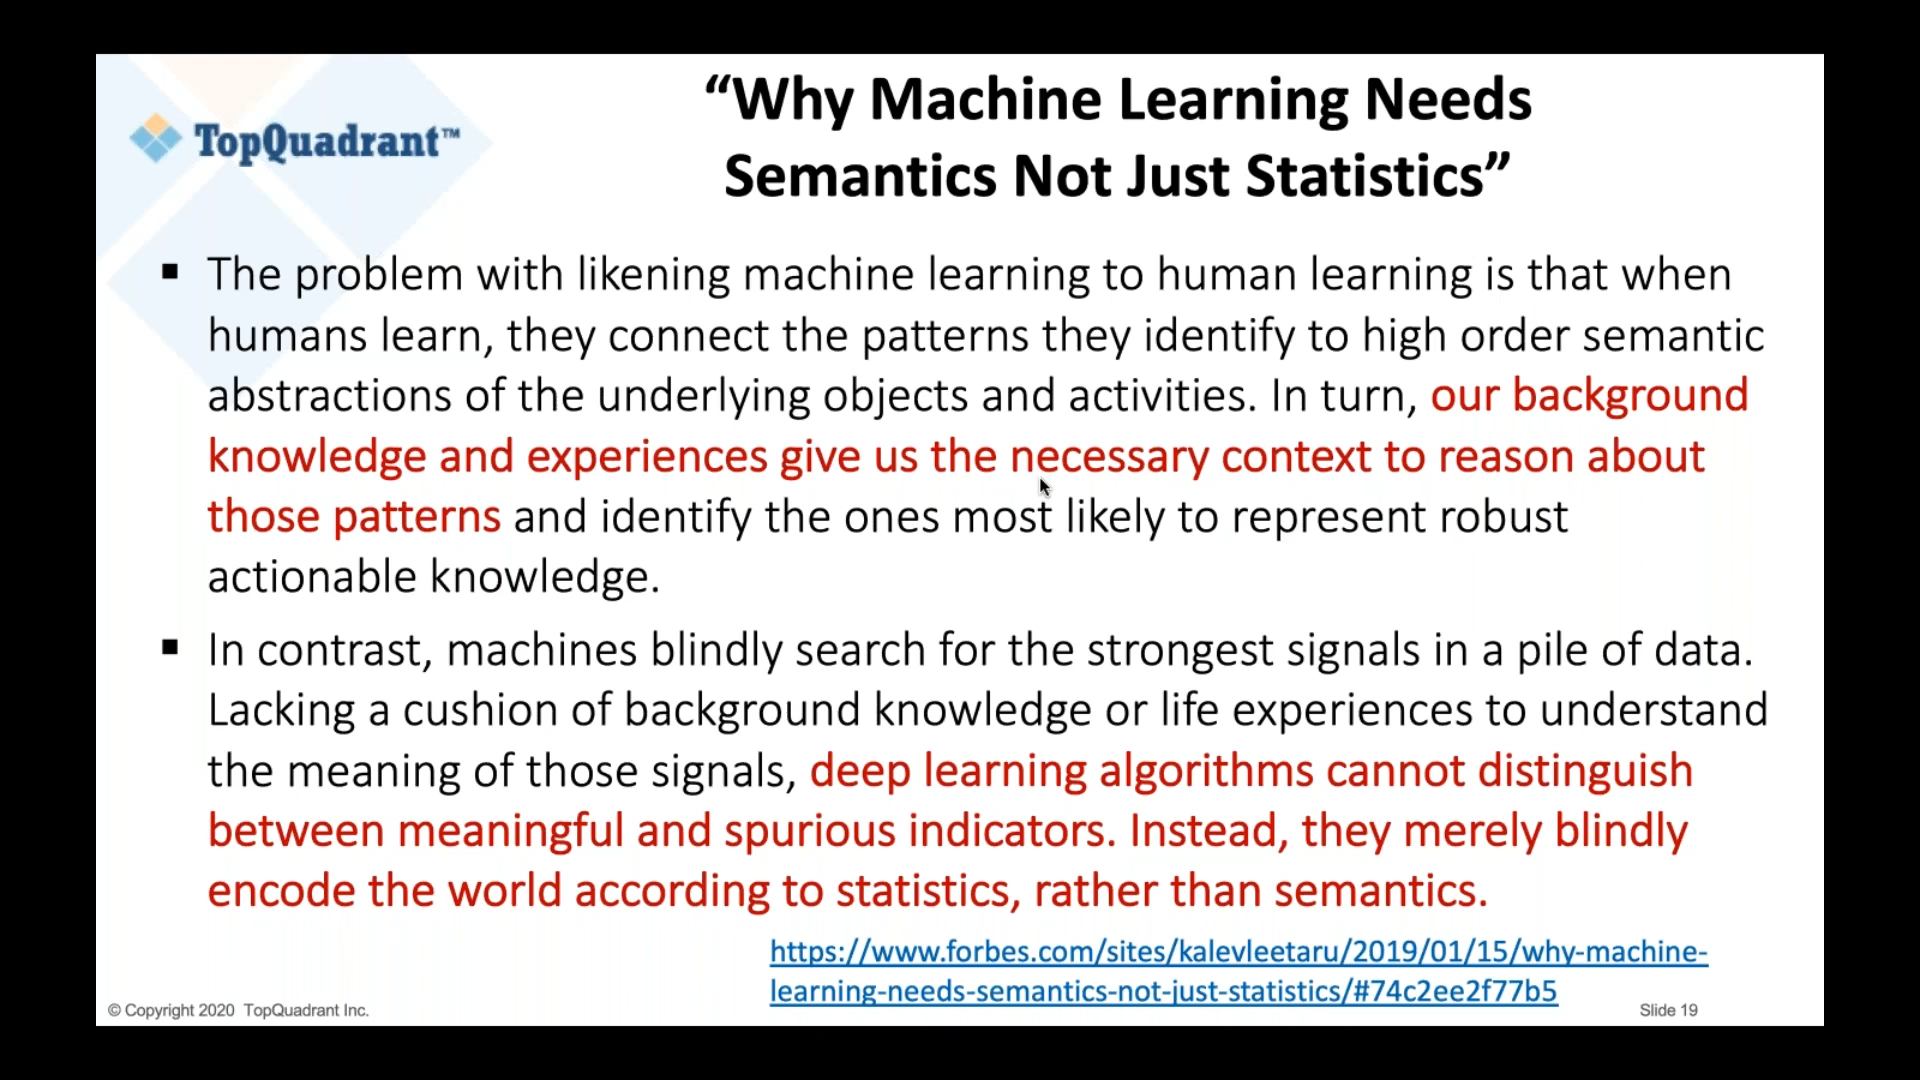 “Why Machine Learning Needs
Semantics Not Just Statistics”
TopQuadrant™
▪ The problem with likening machine learning to human learning is that when
humans learn, they connect the patterns they identify to high order semantic
abstractions of the underlying objects and activities. In turn, our background
knowledge and experiences give us the necessary context to reason about
those patterns and identify the ones most likely to represent robust
actionable knowledge.
▪ In contrast, machines blindly search for the strongest signals in a pile of data.
Lacking a cushion of background knowledge or life experiences to understand
the meaning of those signals, deep learning algorithms cannot distinguish
between meaningful and spurious indicators. Instead, they merely blindly
encode the world according to statistics, rather than semantics.
https://www.forbes.com/sites/kalevleetaru/2019/01/15/why-machine-
learning-needs-semantics-not-just-statistics/#74c2ee2f77b5
© Copyright 2020 TopQuadrant Inc.
Slide 19